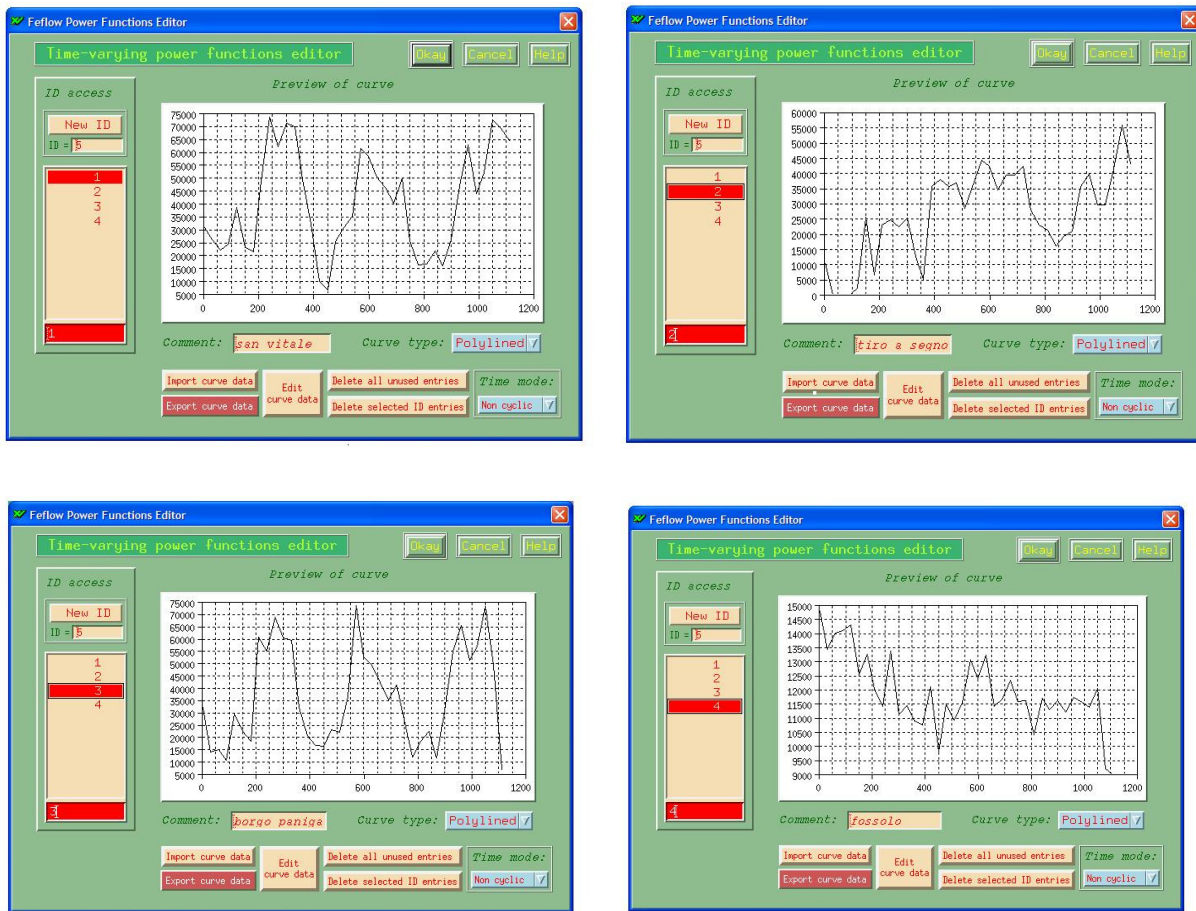 Feflow Power Functions Editor
Time-varying power functions editor
Okay Cancel Help
ID access
Preview of curve
New ID
ID = 5
1
2
3
4
1
75000
70000
65000
60000
55000
50000
45000
40000
35000
30000
25000
20000
15000
10000
5000
0 200 400 600 800 1000 1200
Comment: san vitale Curve type: Polylined
Import curve data Edit curve data Delete all unused entries Time mode:
Export curve data Delete selected ID entries Non cyclic
Feflow Power Functions Editor
Time-varying power functions editor
Okay Cancel Help
ID access
Preview of curve
New ID
ID = 5
1
2
3
4
2
60000
55000
50000
45000
40000
35000
30000
25000
20000
15000
10000
5000
0
0 200 400 600 800 1000 1200
Comment: tiro a segno Curve type: Polylined
Import curve data Edit curve data Delete all unused entries Time mode:
Export curve data Delete selected ID entries Non cyclic
Feflow Power Functions Editor
Time-varying power functions editor
Okay Cancel Help
ID access
Preview of curve
New ID
ID = 5
1
2
3
4
3
75000
70000
65000
60000
55000
50000
45000
40000
35000
30000
25000
20000
15000
10000
5000
0 200 400 600 800 1000 1200
Comment: borgo paniga Curve type: Polylined
Import curve data Edit curve data Delete all unused entries Time mode:
Export curve data Delete selected ID entries Non cyclic
Feflow Power Functions Editor
Time-varying power functions editor
Okay Cancel Help
ID access
Preview of curve
New ID
ID = 5
1
2
3
4
4
15000
14500
13500
12500
11500
10500
9500
9000
0 200 400 600 800 1000 1200
Comment: fossolo Curve type: Polylined
Import curve data Edit curve data Delete all unused entries Time mode:
Export curve data Delete selected ID entries Non cyclic